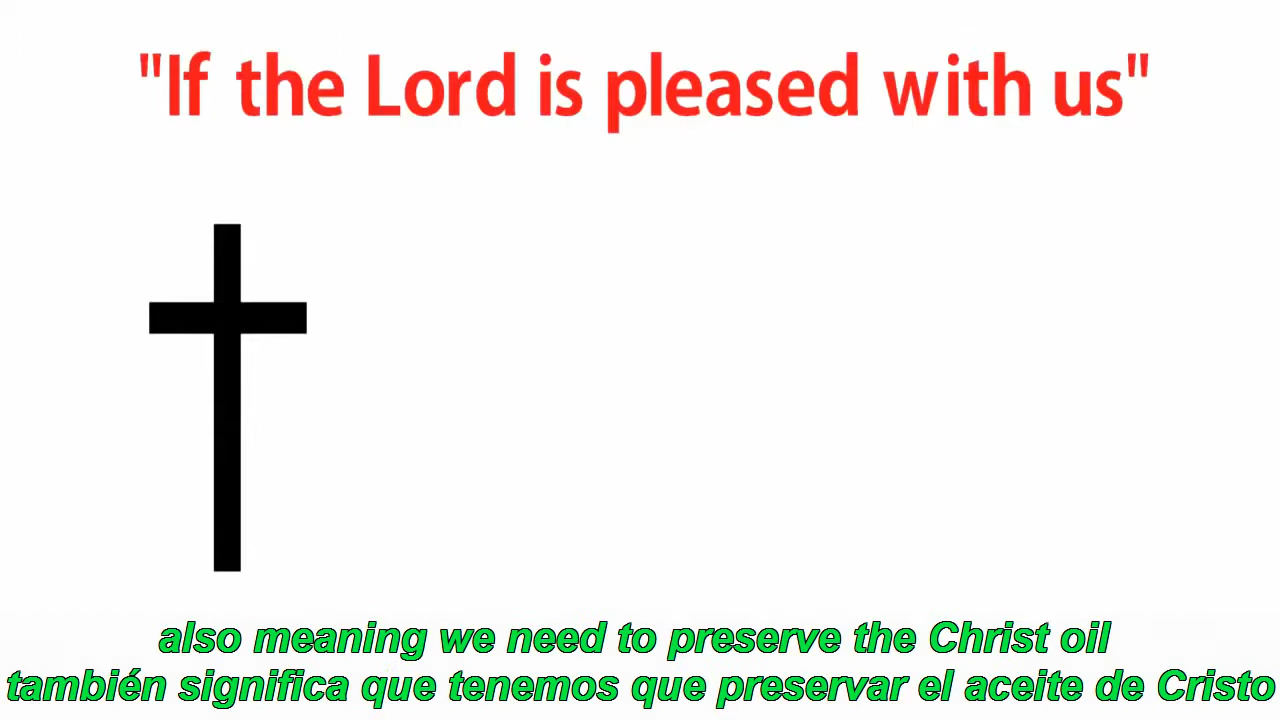 "If the Lord is pleased with us"
also meaning we need to preserve the Christ oil
también significa que tenemos que preservar el aceite de Cristo